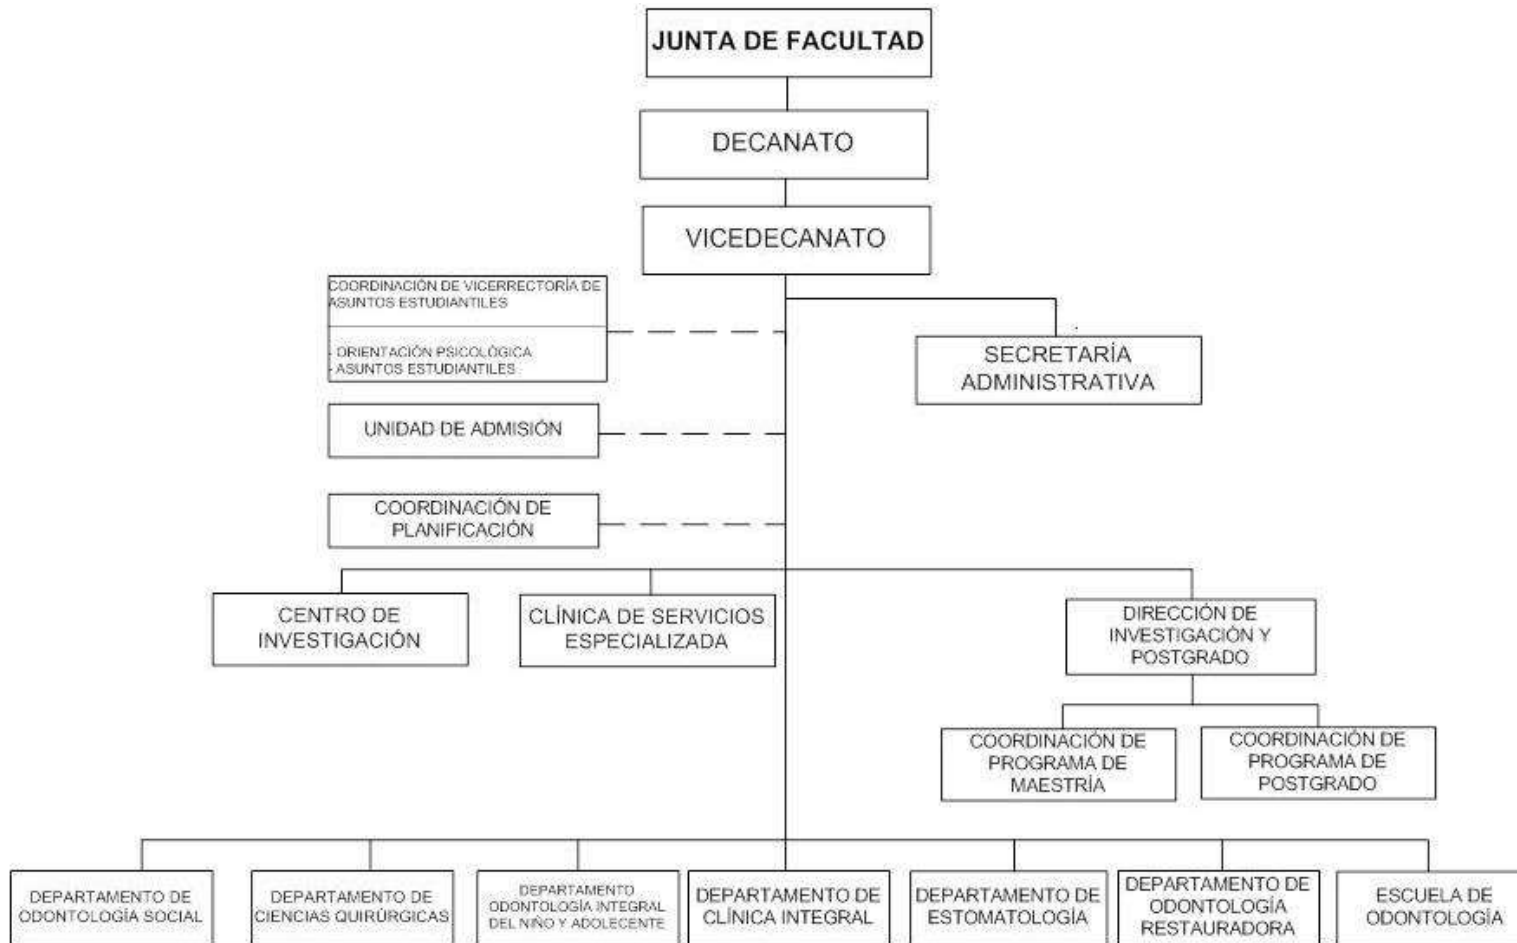 JUNTA DE FACULTAD
DECANATO
VICEDECANATO
COORDINACIÓN DE VICERRECTORÍA DE
ASUNTOS ESTUDIANTILES
- ORIENTACIÓN PSICOLÓGICA
- ASUNTOS ESTUDIANTILES
SECRETARÍA
ADMINISTRATIVA
UNIDAD DE ADMISIÓN
COORDINACIÓN DE
PLANIFICACIÓN
CENTRO DE
INVESTIGACIÓN
CLÍNICA DE SERVICIOS
ESPECIALIZADA
DIRECCIÓN DE
INVESTIGACIÓN Y
POSTGRADO
COORDINACIÓN DE
PROGRAMA DE
MAESTRÍA
COORDINACIÓN DE
PROGRAMA DE
POSTGRADO
DEPARTAMENTO DE
ODONTOLOGÍA SOCIAL
DEPARTAMENTO DE
CIENCIAS QUIRÚRGICAS
DEPARTAMENTO
ODONTOLOGÍA INTEGRAL
DEL NIÑO Y ADOLECENTE
DEPARTAMENTO DE
CLÍNICA INTEGRAL
DEPARTAMENTO DE
ESTOMATOLOGÍA
DEPARTAMENTO DE
ODONTOLOGÍA
RESTAURADORA
ESCUELA DE
ODONTOLOGÍA